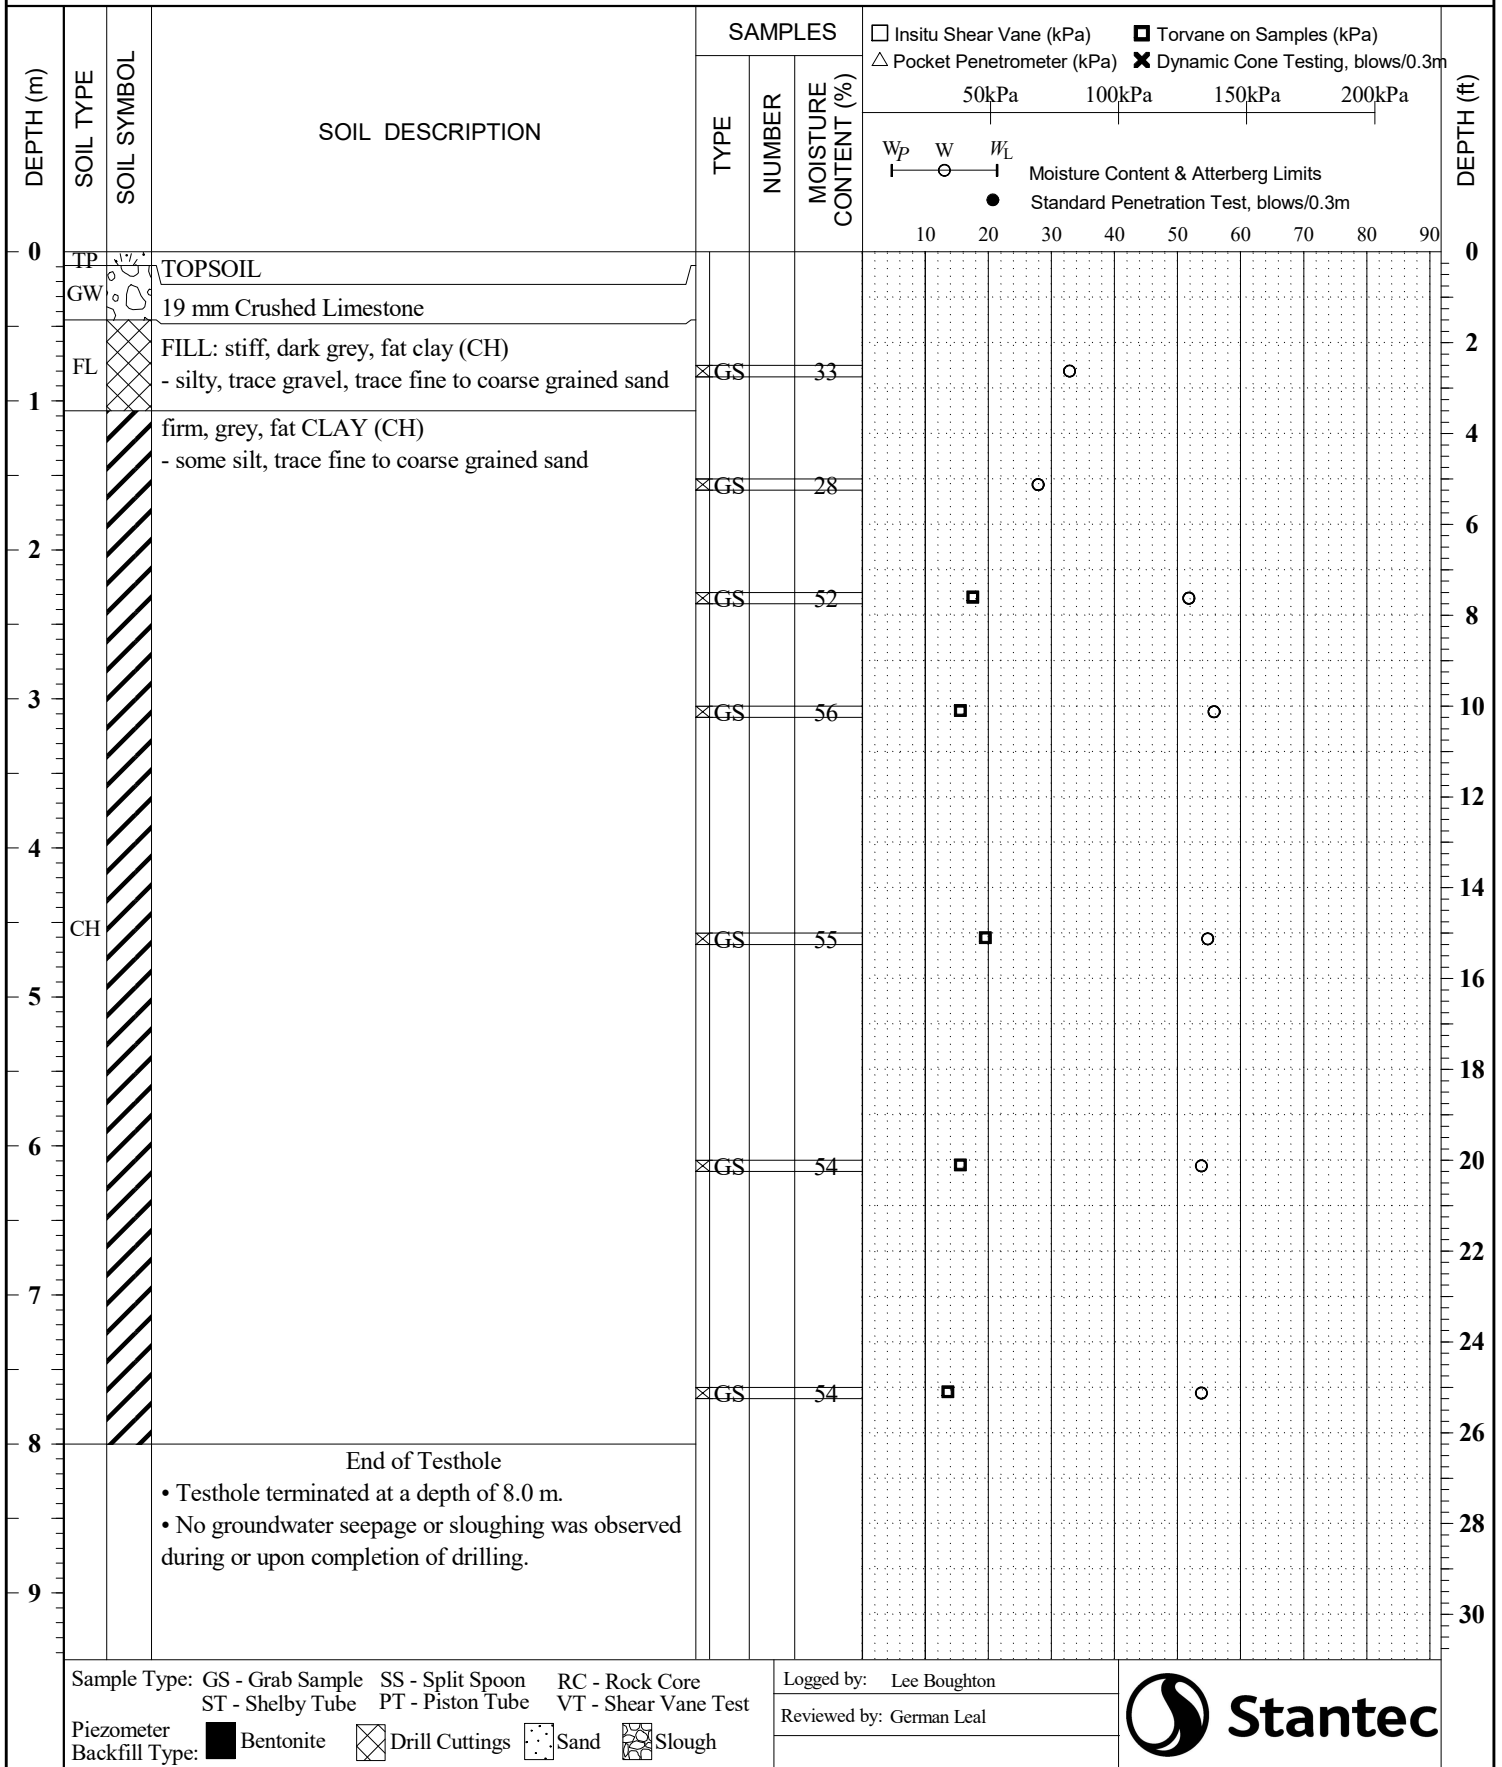 SAMPLES
Insitu Shear Vane (kPa) Torvane on Samples (kPa)
Pocket Penetrometer (kPa) Dynamic Cone Testing, blows/0.3m
50kPa 100kPa 150kPa 200kPa
DEPTH (m) SOIL TYPE SOIL SYMBOL SOIL DESCRIPTION TYPE NUMBER MOISTURE CONTENT (%) DEPTH (ft)
WP W WL Moisture Content & Atterberg Limits
Standard Penetration Test, blows/0.3m
10 20 30 40 50 60 70 80 90
0 0
TP TOPSOIL
GW 19 mm Crushed Limestone
FILL: stiff, dark grey, fat clay (CH)
2
FL - silty, trace gravel, trace fine to coarse grained sand GS 33
1
firm, grey, fat CLAY (CH)
4
- some silt, trace fine to coarse grained sand
GS 28
6
2
GS 52
8
3 10
GS 56
12
4
14
CH
GS 55
16
5
18
6
20
GS 54
22
7
24
GS 54
26
8
End of Testhole
• Testhole terminated at a depth of 8.0 m.
• No groundwater seepage or sloughing was observed
28
during or upon completion of drilling.
9
30
Sample Type: GS - Grab Sample SS - Split Spoon RC - Rock Core
ST - Shelby Tube PT - Piston Tube VT - Shear Vane Test
Piezometer
Backfill Type: Bentonite Drill Cuttings Sand Slough
Logged by: Lee Boughton
Reviewed by: German Leal
Stantec